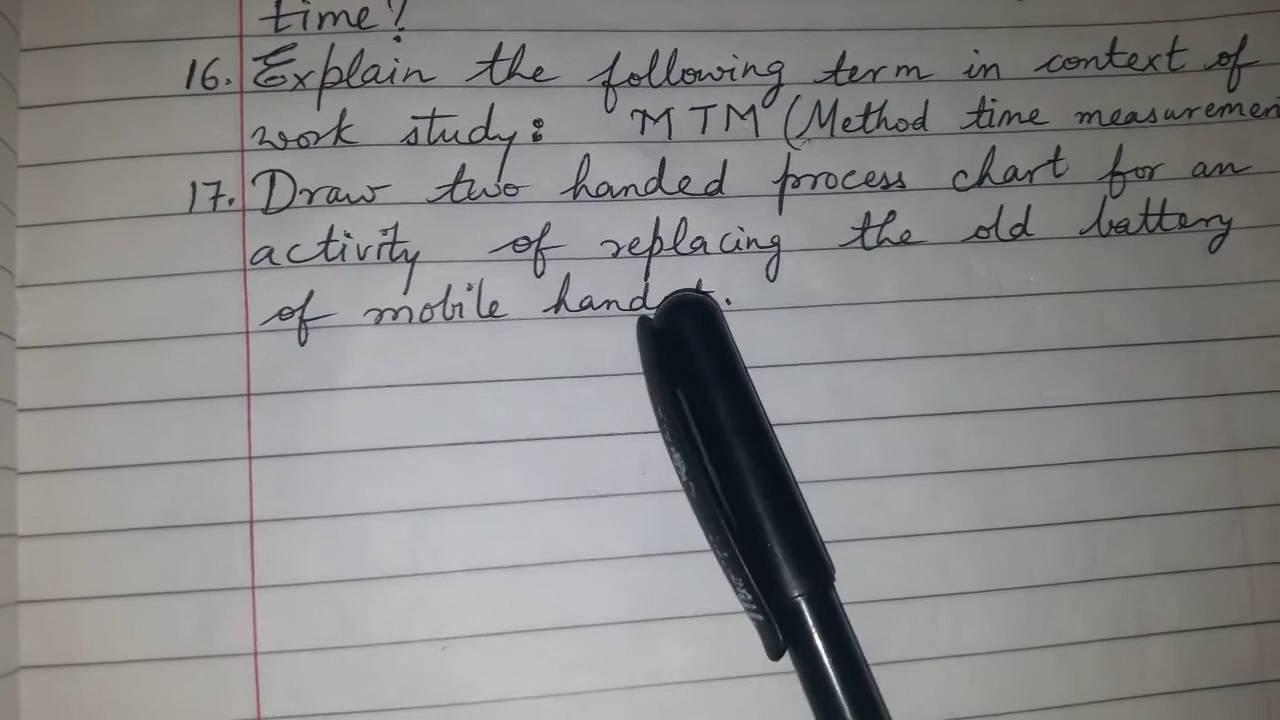 time?
16. Explain the following term in context of
work study: MTM (Method time measuremen
17. Draw two handed process chart for an
activity of replacing the old battery
of mobile